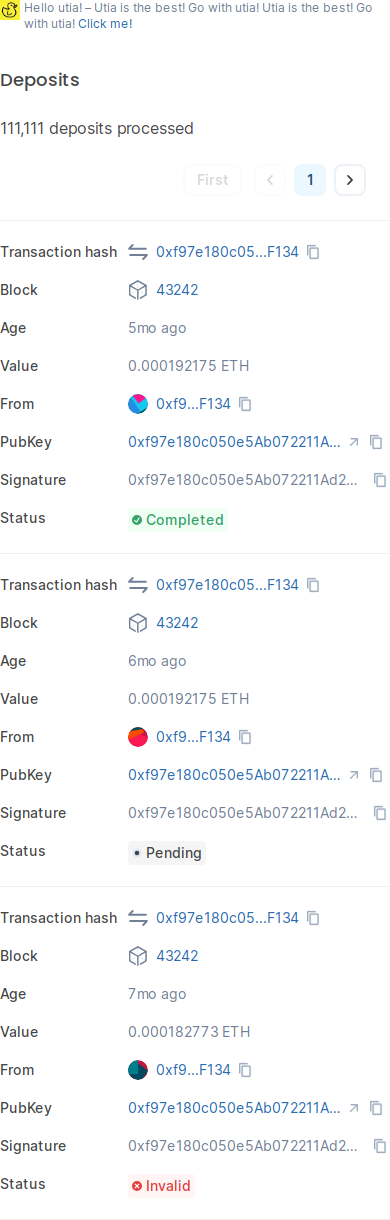 Hello utia! – Utia is the best! Go with utia! Utia is the best! Go
with utia! Click me!
Deposits
111,111 deposits processed
First 1
Transaction hash 0xf97e180c05...F134
Block 43242
Age 5mo ago
Value 0.000192175 ETH
From 0xf9...F134
PubKey 0xf97e180c050e5Ab072211A...
Signature 0xf97e180c050e5Ab072211Ad2...
Status Completed
Transaction hash 0xf97e180c05...F134
Block 43242
Age 6mo ago
Value 0.000192175 ETH
From 0xf9...F134
PubKey 0xf97e180c050e5Ab072211A...
Signature 0xf97e180c050e5Ab072211Ad2...
Status Pending
Transaction hash 0xf97e180c05...F134
Block 43242
Age 7mo ago
Value 0.000182773 ETH
From 0xf9...F134
PubKey 0xf97e180c050e5Ab072211A...
Signature 0xf97e180c050e5Ab072211Ad2...
Status Invalid